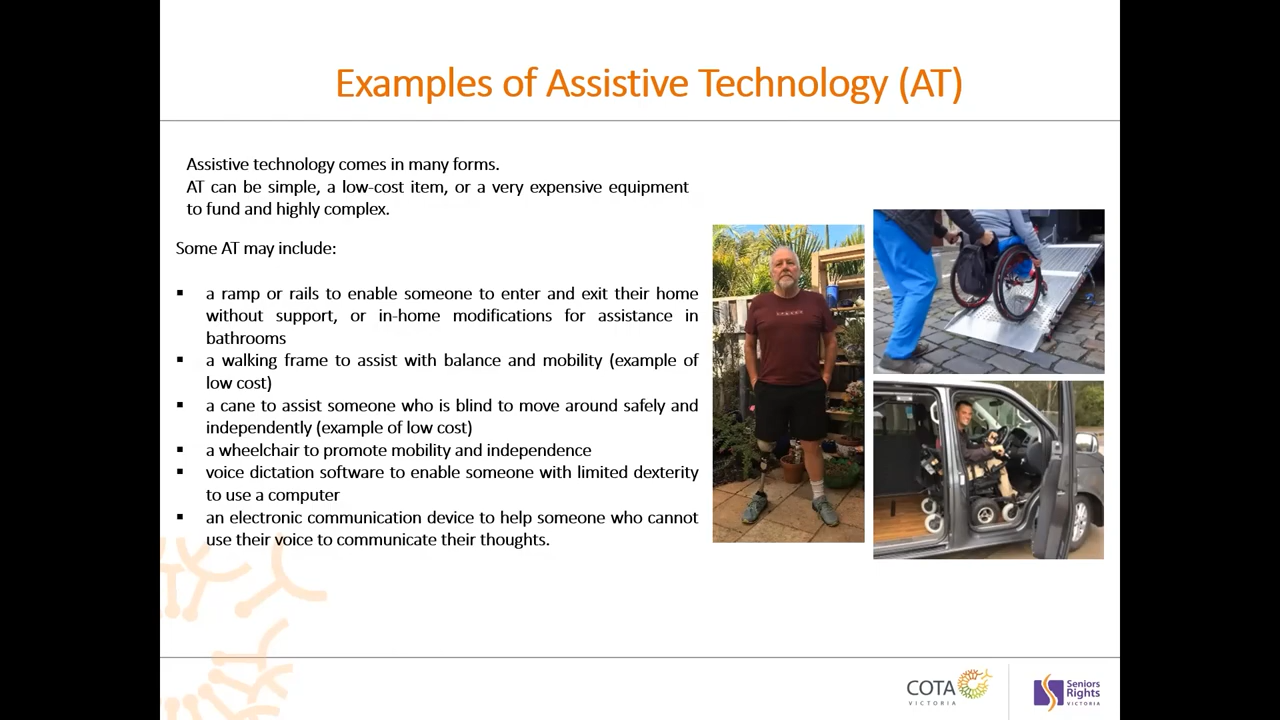 Examples of Assistive Technology (AT)
Assistive technology comes in many forms.
AT can be simple, a low-cost item, or a very expensive equipment
to fund and highly complex.
Some AT may include:
▪ a ramp or rails to enable someone to enter and exit their home
without support, or in-home modifications for assistance in
bathrooms
▪ a walking frame to assist with balance and mobility (example of
low cost)
▪ a cane to assist someone who is blind to move around safely and
independently (example of low cost)
▪ a wheelchair to promote mobility and independence
▪ voice dictation software to enable someone with limited dexterity
to use a computer
▪ an electronic communication device to help someone who cannot
use their voice to communicate their thoughts.
COTA
VICTORIA
Seniors
Rights
VICTORIA